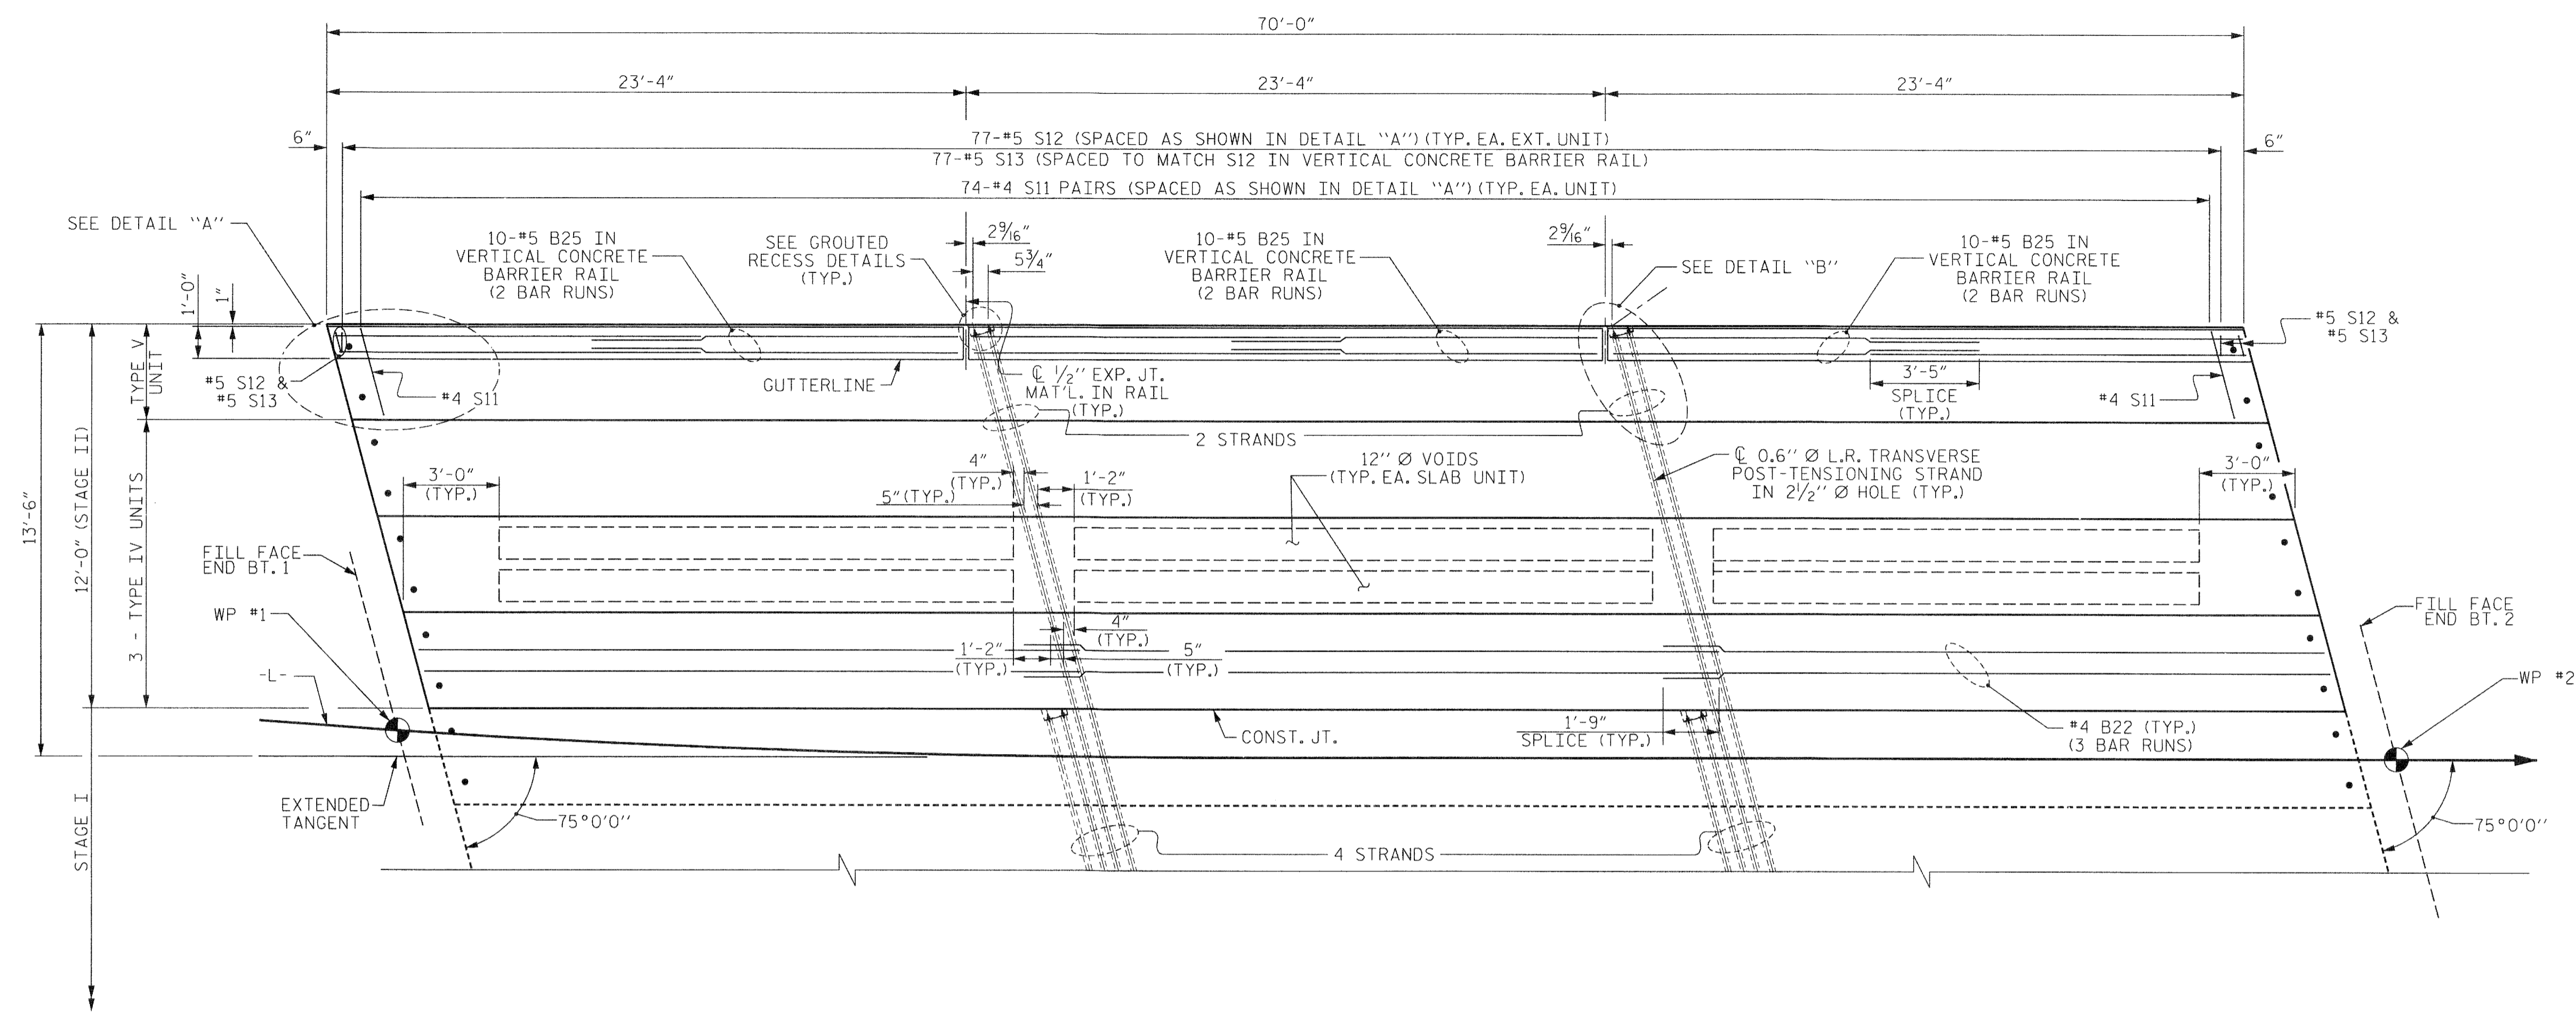 70'-0"
23'-4"
23'-4"
23'-4"
6"
77-#5 S12 (SPACED AS SHOWN IN DETAIL "A") (TYP. EA. EXT. UNIT)
77-#5 S13 (SPACED TO MATCH S12 IN VERTICAL CONCRETE BARRIER RAIL)
6"
74-#4 S11 PAIRS (SPACED AS SHOWN IN DETAIL "A") (TYP. EA. UNIT)
SEE DETAIL "A"
10-#5 B25 IN
VERTICAL CONCRETE
BARRIER RAIL
(2 BAR RUNS)
SEE GROUTED
RECESS DETAILS
(TYP.)
2 9/16"
5 3/4"
10-#5 B25 IN
VERTICAL CONCRETE
BARRIER RAIL
(2 BAR RUNS)
2 9/16"
SEE DETAIL "B"
10-#5 B25 IN
VERTICAL CONCRETE
BARRIER RAIL
(2 BAR RUNS)
1'-0"
1"
#5 S12 &
#5 S13
TYPE V
UNIT
#5 S12 &
#5 S13
#4 S11
GUTTERLINE
℄ 1/2" EXP. JT.
MAT'L. IN RAIL
(TYP.)
3'-5"
SPLICE
(TYP.)
#4 S11
2 STRANDS
13'-6"
12'-0" (STAGE II)
3 - TYPE IV UNITS
3'-0"
(TYP.)
4"
(TYP.)
5" (TYP.)
1'-2"
(TYP.)
12" Ø VOIDS
(TYP. EA. SLAB UNIT)
℄ 0.6" Ø L.R. TRANSVERSE
POST-TENSIONING STRAND
IN 2 1/2" Ø HOLE (TYP.)
3'-0"
(TYP.)
FILL FACE
END BT. 1
WP #1
-L-
4"
(TYP.)
1'-2"
(TYP.)
5"
(TYP.)
FILL FACE
END BT. 2
WP #2
CONST. JT.
1'-9"
SPLICE (TYP.)
#4 B22 (TYP.)
(3 BAR RUNS)
EXTENDED
TANGENT
75°0'0"
75°0'0"
STAGE I
4 STRANDS